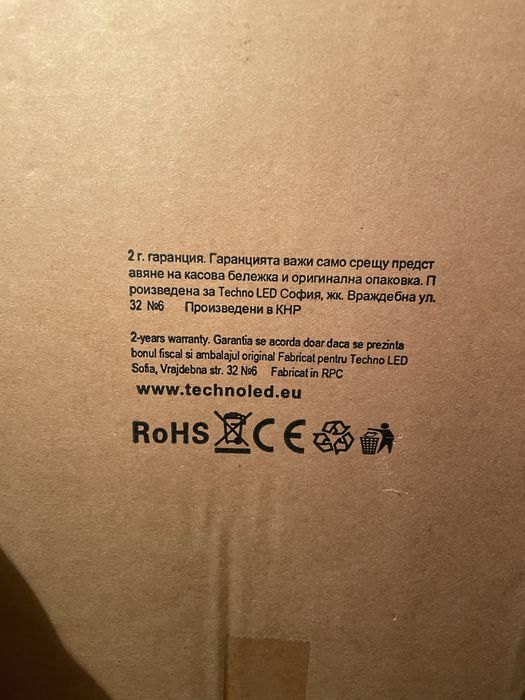 2 г. гаранция. Гаранцията важи само срещу предст
авяне на касова бележка и оригинална опаковка. П
роизведена за Techno LED София, жк. Враждебна ул.
32 №6 Произведени в КНР
2-years warranty. Garantia se acorda doar daca se prezinta
bonul fiscal si ambalajul original Fabricat pentru Techno LED
Sofia, Vrajdebna str. 32 №6 Fabricat in RPC
www.technoled.eu
RoHS CE